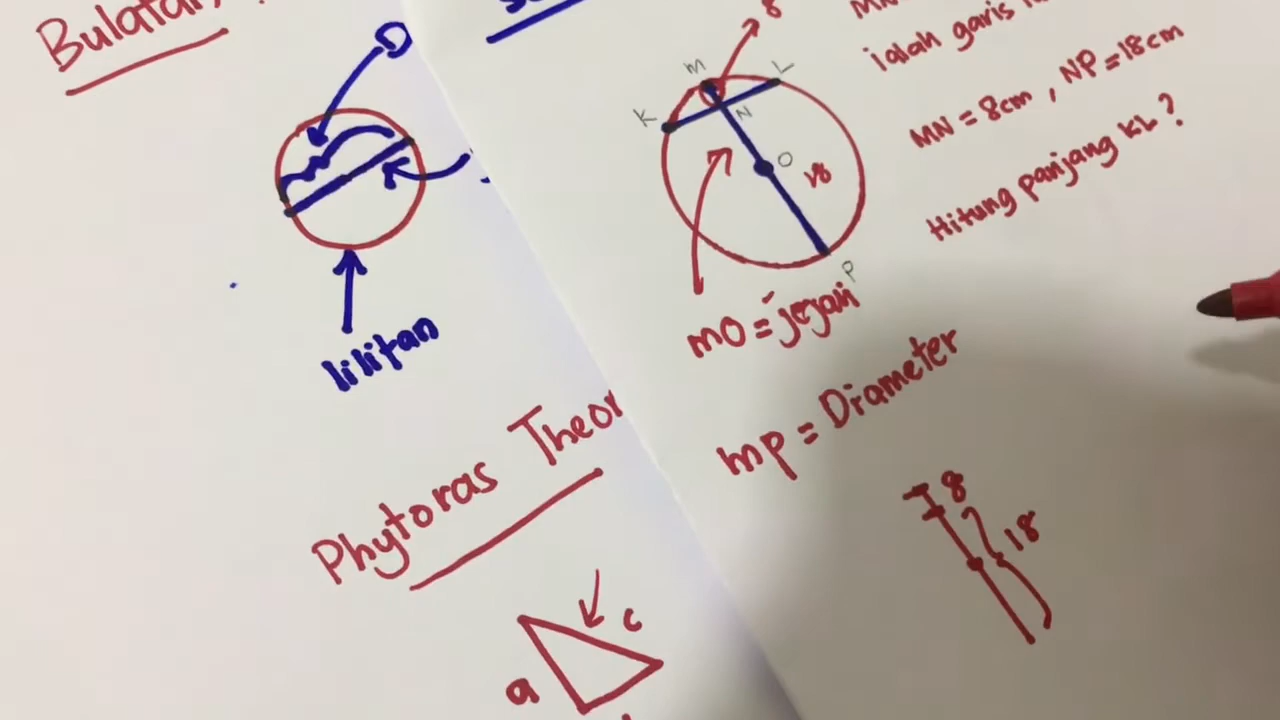 Bulatan
D
lilitan
Phytoras Theor
c
a
8
M
L
K
N
O
18
P
ialah garis
MN = 8cm , NP = 18cm
Hitung panjang KL ?
mO = jejari
mp = Diameter
8
18